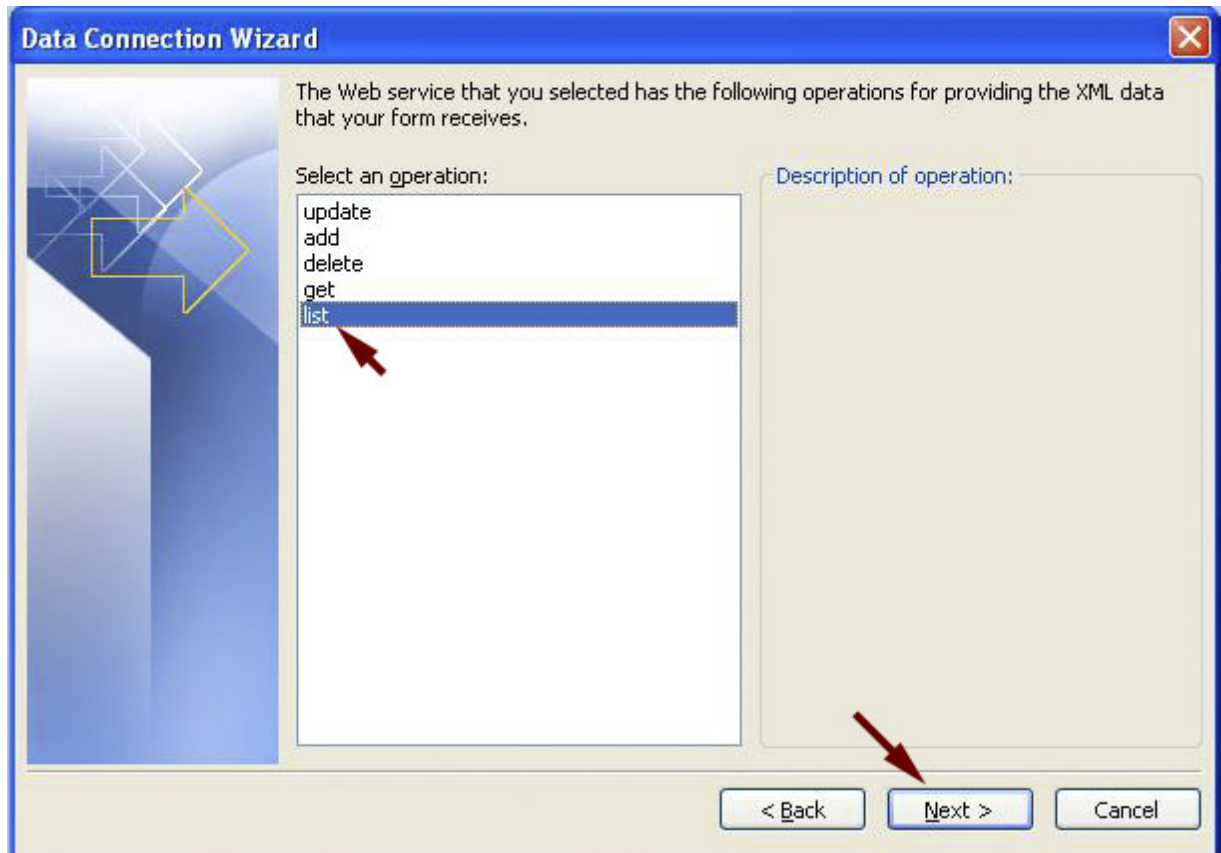 Data Connection Wizard
The Web service that you selected has the following operations for providing the XML data
that your form receives.
Select an operation:
update
add
delete
get
list
Description of operation:
< Back
Next >
Cancel